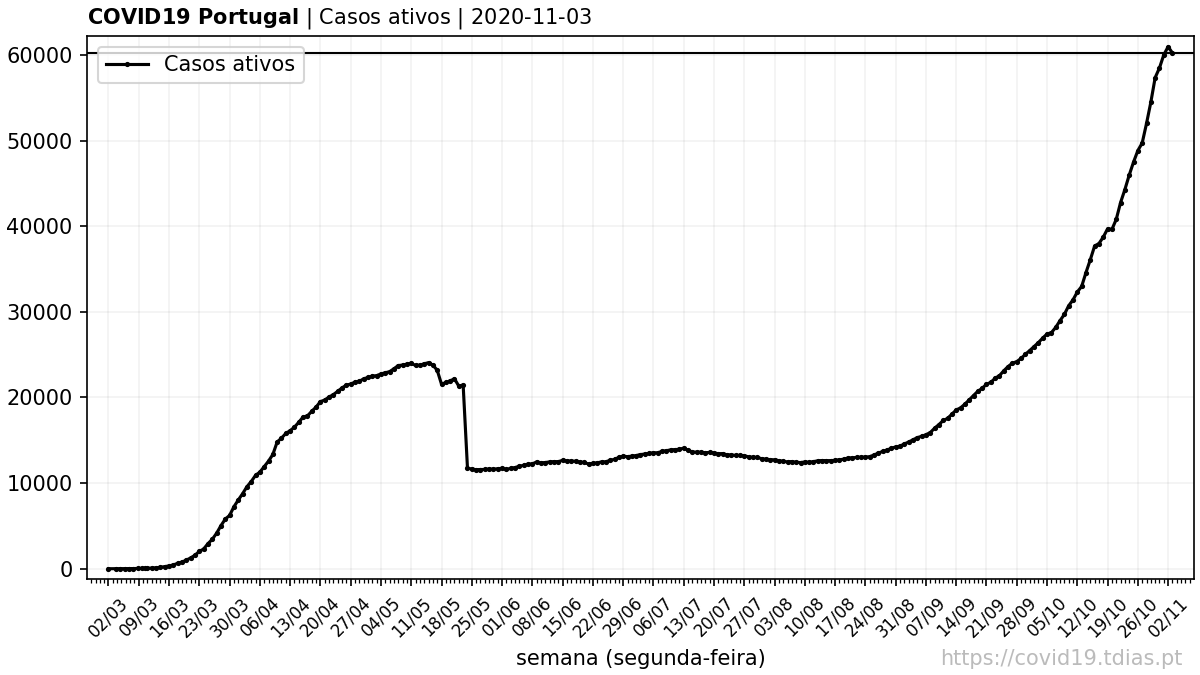 COVID19 Portugal | Casos ativos | 2020-11-03
Casos ativos
60000
50000
40000
30000
20000
10000
0
02/03 09/03 16/03 23/03 30/03 06/04 13/04 20/04 27/04 04/05 11/05 18/05 25/05 01/06 08/06 15/06 22/06 29/06 06/07 13/07 20/07 27/07 03/08 10/08 17/08 24/08 31/08 07/09 14/09 21/09 28/09 05/10 12/10 19/10 26/10 02/11
semana (segunda-feira)
https://covid19.tdias.pt